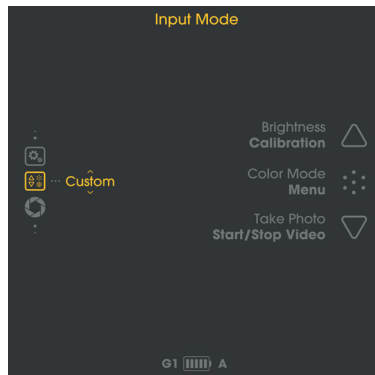 Input Mode
Brightness
Calibration
Custom
Color Mode
Menu
Take Photo
Start/Stop Video
G1 A